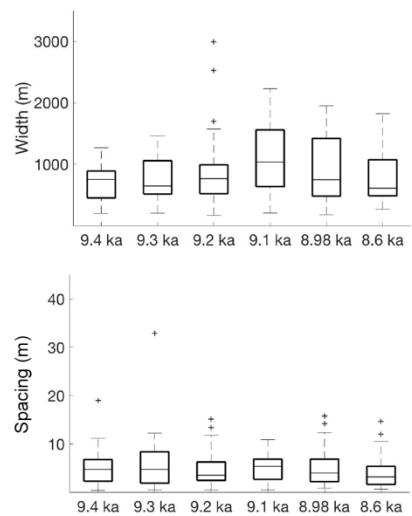 3000
2000
1000
Width (m)
9.4 ka 9.3 ka 9.2 ka 9.1 ka 8.98 ka 8.6 ka
40
30
20
10
Spacing (m)
9.4 ka 9.3 ka 9.2 ka 9.1 ka 8.98 ka 8.6 ka